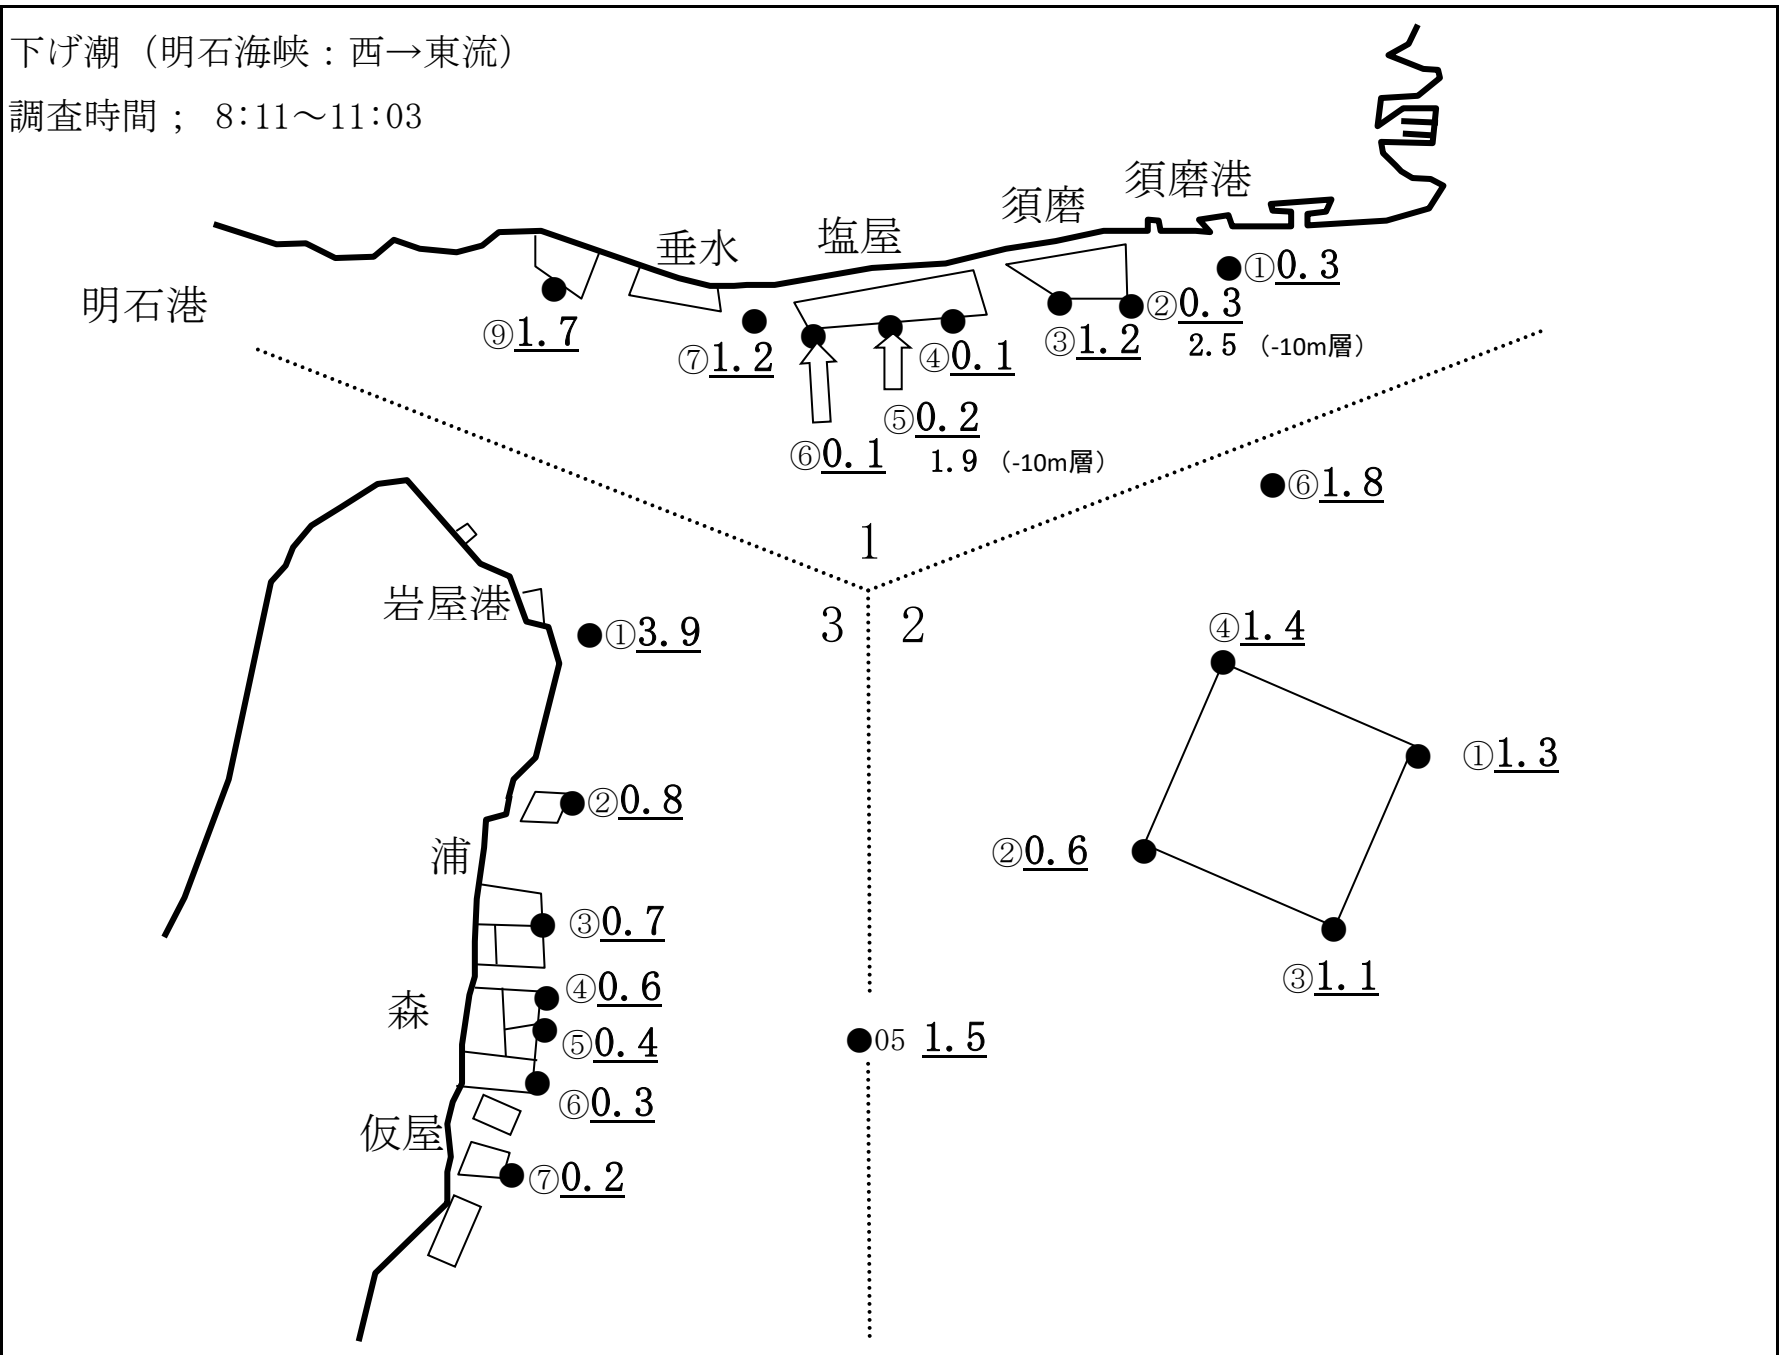 下げ潮（明石海峡：西→東流）
調査時間； 8:11～11:03
須磨港
須磨
塩屋
垂水
明石港
①0.3
②0.3
2.5 （-10m層）
③1.2
④0.1
⑤0.2
1.9 （-10m層）
⑥0.1
⑦1.2
⑨1.7
1
⑥1.8
3 2
岩屋港
①3.9
④1.4
①1.3
②0.6
③1.1
②0.8
浦
③0.7
森
④0.6
⑤0.4
05 1.5
⑥0.3
仮屋
⑦0.2